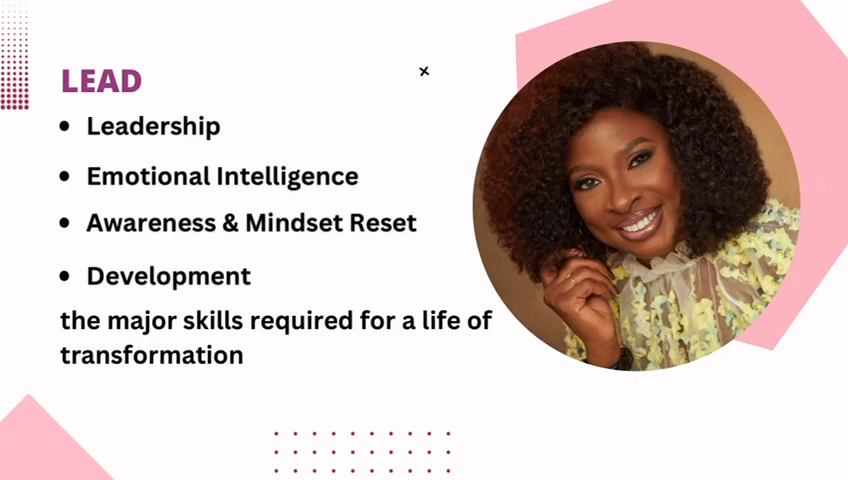 LEAD
• Leadership
• Emotional Intelligence
• Awareness & Mindset Reset
• Development
the major skills required for a life of
transformation